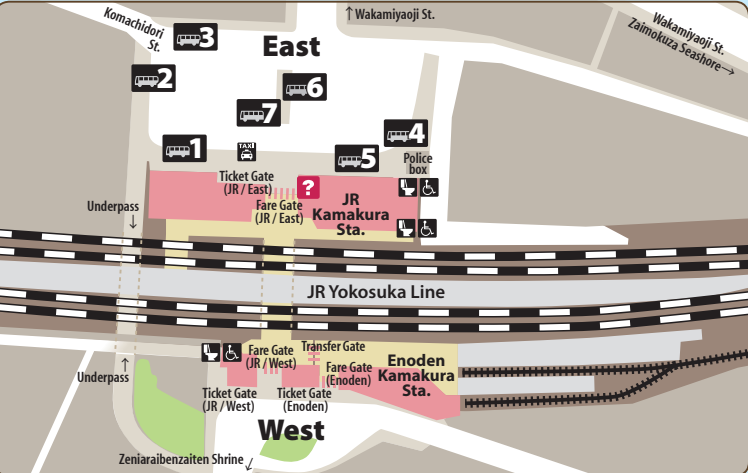 Komachidori
St.
3
East
↑Wakamiyaoji St.
Wakamiyaoji St.
Zaimokuza Seashore→
2
6
7
1
TAXI
5
4
Police
box
Ticket Gate
(JR / East)
?
Fare Gate
(JR / East)
JR
Kamakura
Sta.
Underpass
↓
JR Yokosuka Line
Fare Gate
(JR / West)
Transfer Gate
Fare Gate
(Enoden)
Enoden
Kamakura
Sta.
↑
Underpass
Ticket Gate
(JR / West)
Ticket Gate
(Enoden)
West
Zeniaraibenzaiten Shrine↙